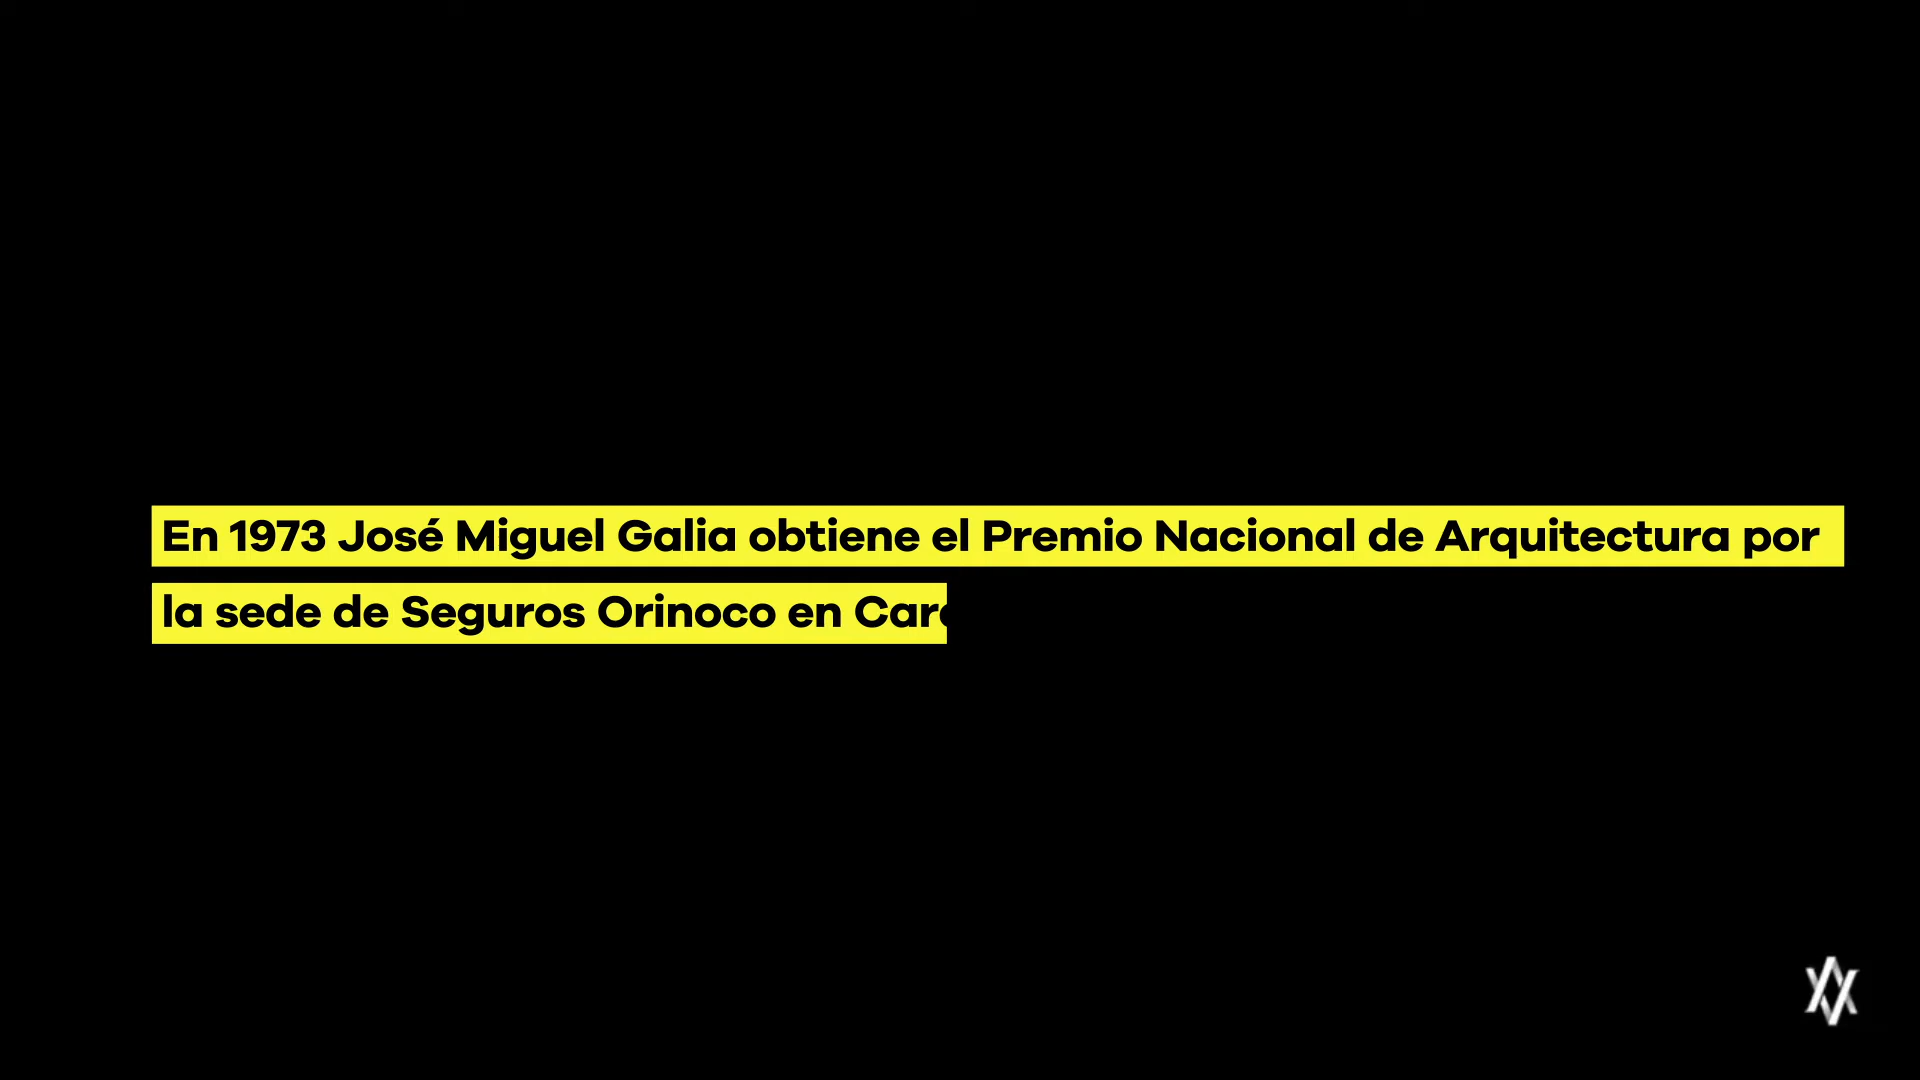 En 1973 José Miguel Galia obtiene el Premio Nacional de Arquitectura por
la sede de Seguros Orinoco en